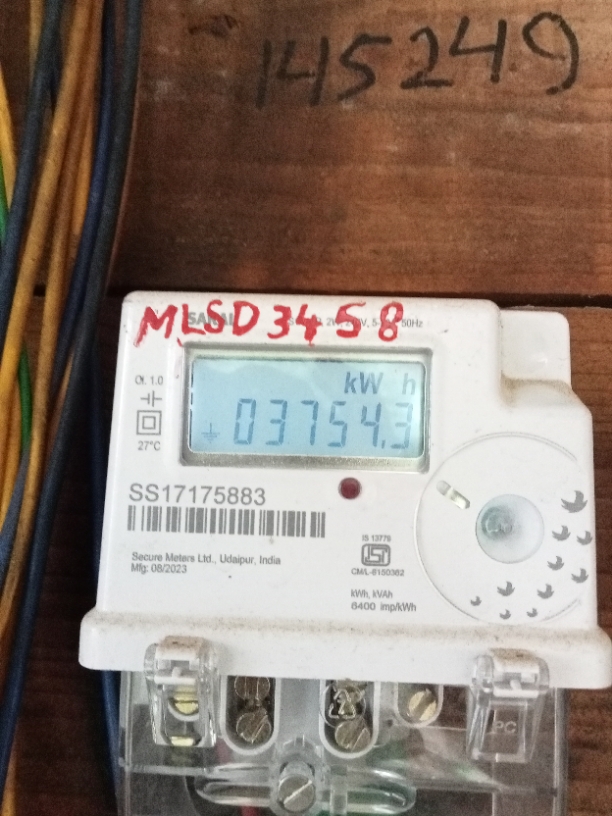 145249
MLSD 3458
kW h
03754.3
Cl. 1.0
27°C
SS17175883
Secure Meters Ltd., Udaipur, India
Mfg: 08/2023
IS 13779
CM/L-8150362
kWh, kVAh
6400 imp/kWh
PC